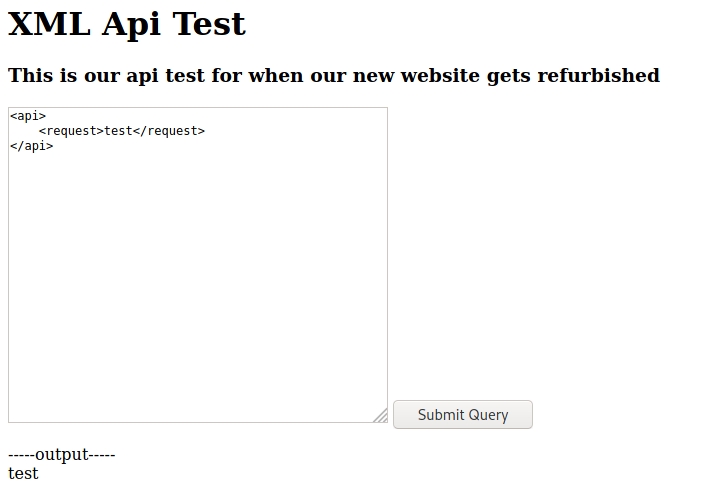 XML Api Test
This is our api test for when our new website gets refurbished
<api>
    <request>test</request>
</api>
Submit Query
-----output-----
test